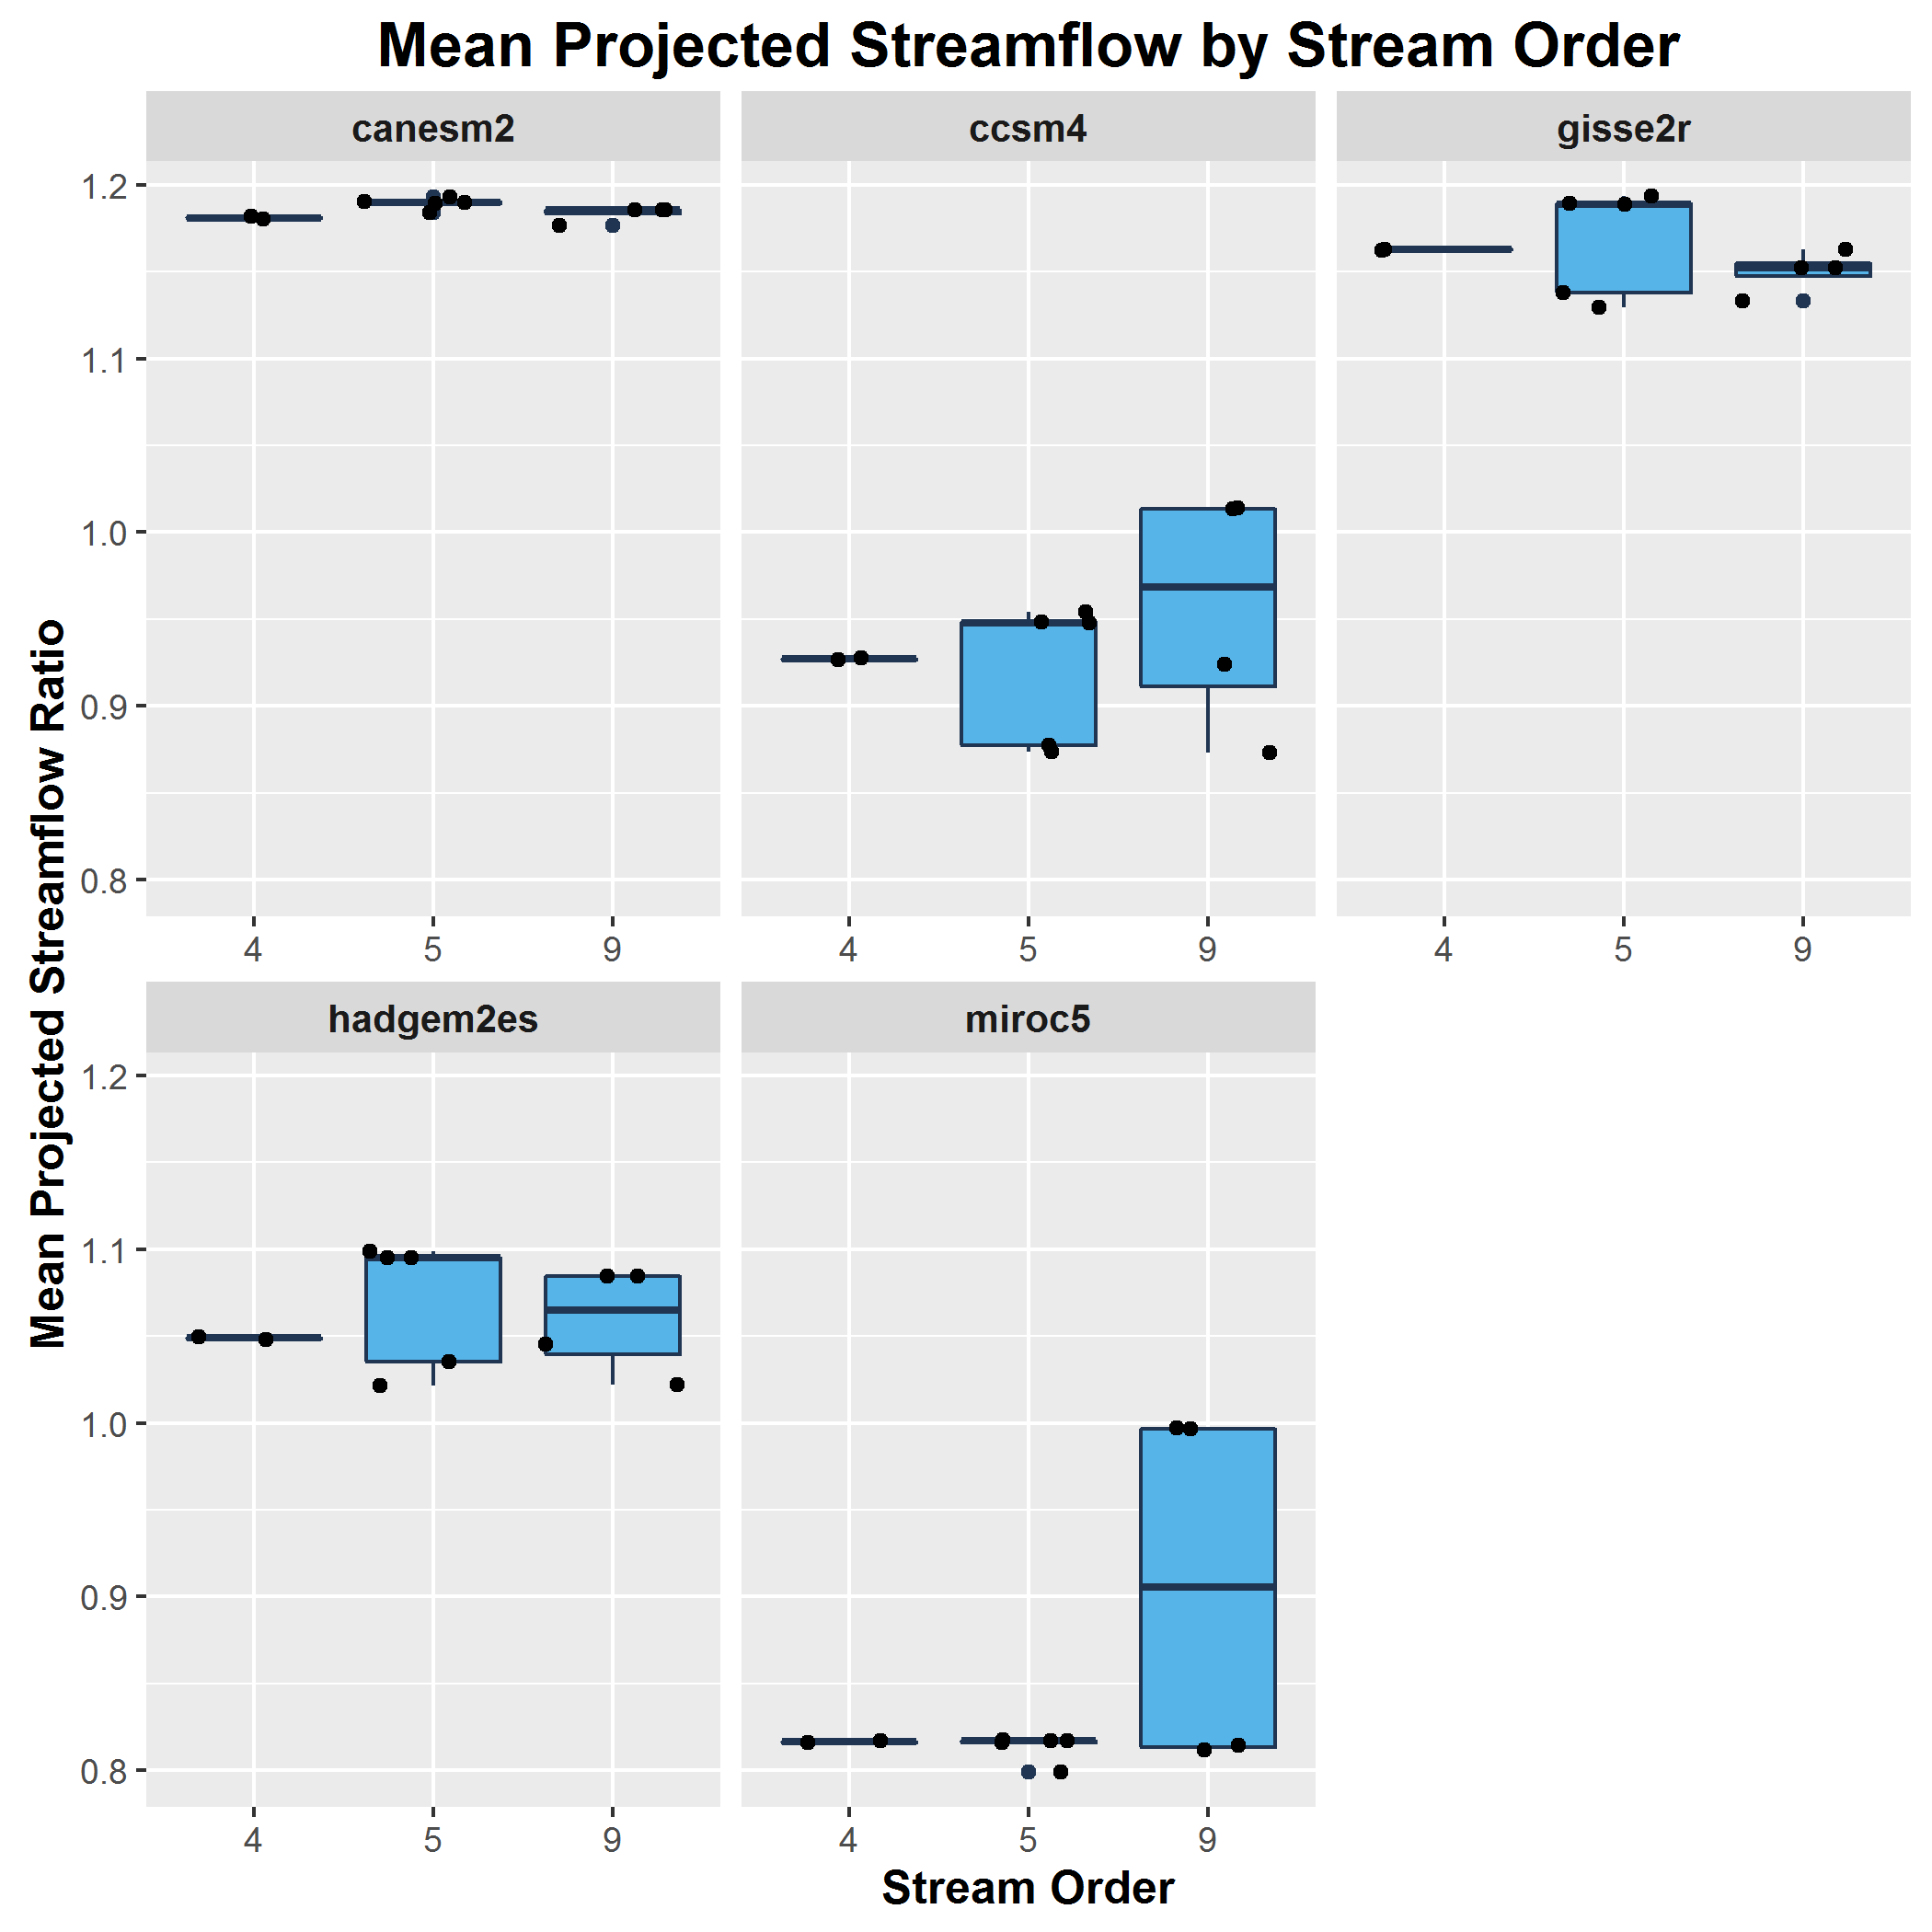 Mean Projected Streamflow by Stream Order
canesm2 ccsm4 gisse2r
1.2
1.1
1.0
0.9
0.8
4 5 9 4 5 9 4 5 9
Mean Projected Streamflow Ratio
hadgem2es miroc5
1.2
1.1
1.0
0.9
0.8
4 5 9 4 5 9
Stream Order